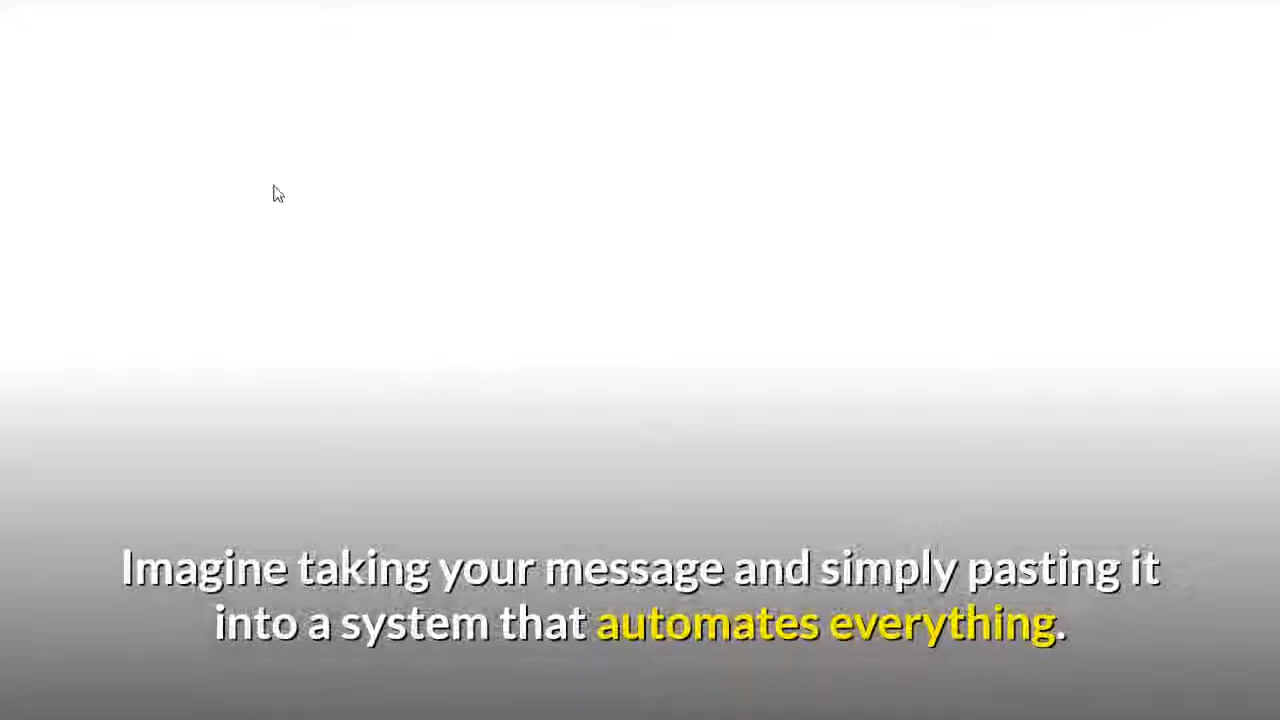 Imagine taking your message and simply pasting it
into a system that automates everything.